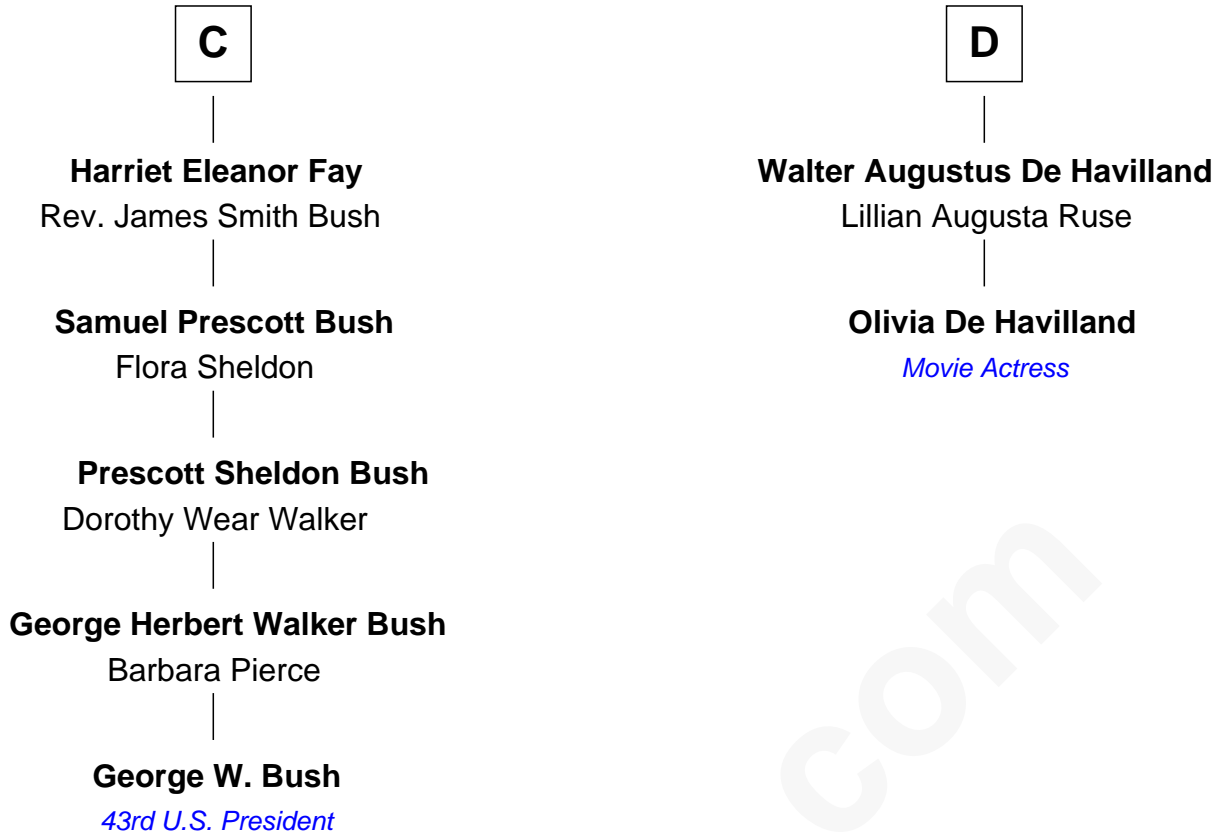 C
Harriet Eleanor Fay
Rev. James Smith Bush
Samuel Prescott Bush
Flora Sheldon
Prescott Sheldon Bush
Dorothy Wear Walker
George Herbert Walker Bush
Barbara Pierce
George W. Bush
43rd U.S. President
D
Walter Augustus De Havilland
Lillian Augusta Ruse
Olivia De Havilland
Movie Actress
com